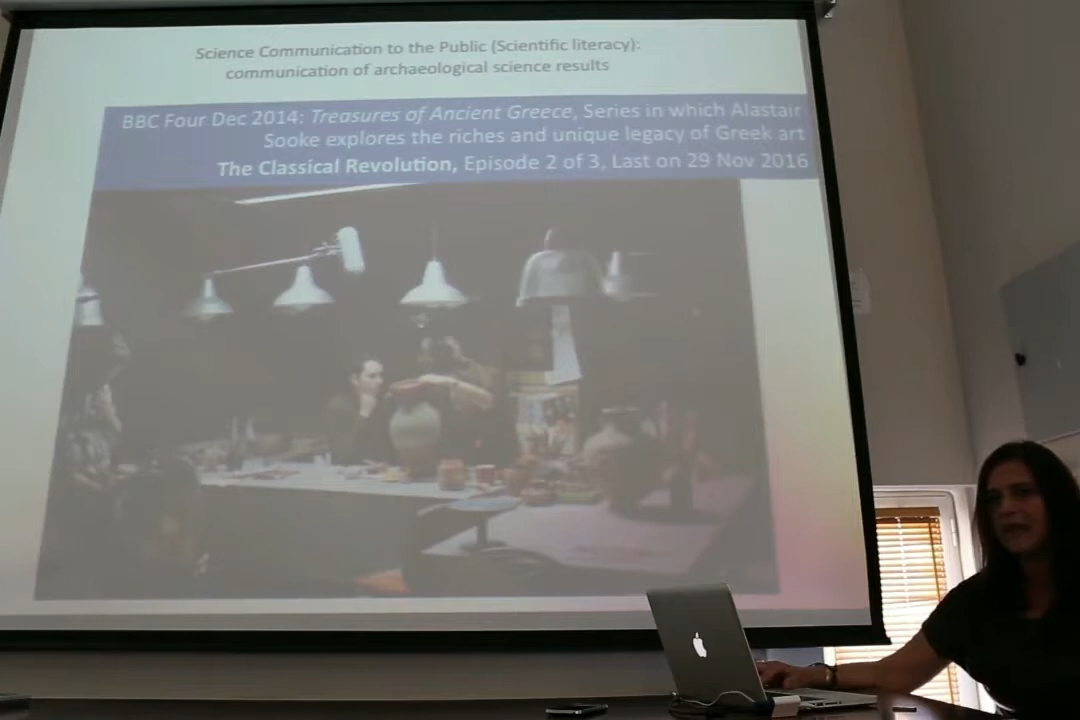 Science Communication to the Public (Scientific literacy):
communication of archaeological science results
BBC Four Dec 2014: Treasures of Ancient Greece, Series in which Alastair
Sooke explores the riches and unique legacy of Greek art
The Classical Revolution, Episode 2 of 3, Last on 29 Nov 2016